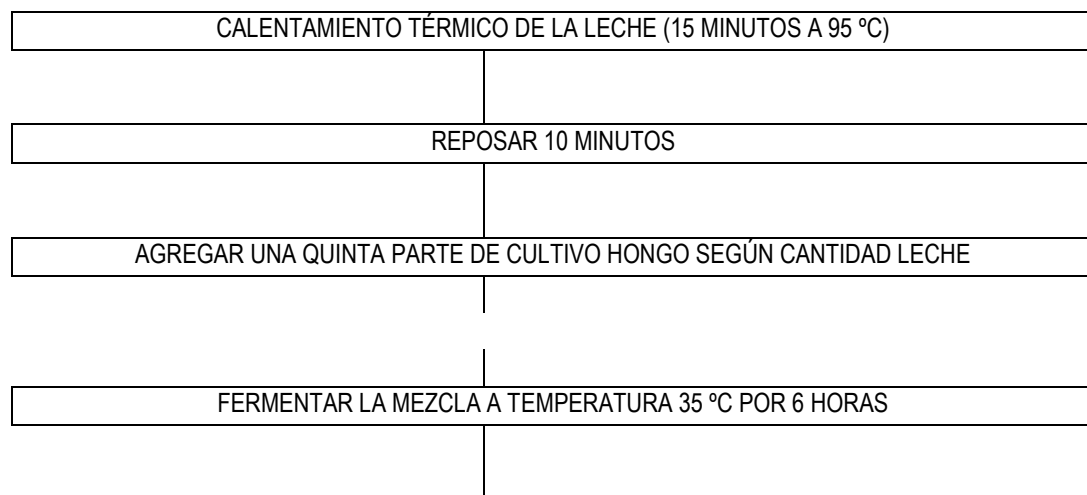 CALENTAMIENTO TÉRMICO DE LA LECHE (15 MINUTOS A 95 ºC)
REPOSAR 10 MINUTOS
AGREGAR UNA QUINTA PARTE DE CULTIVO HONGO SEGÚN CANTIDAD LECHE
FERMENTAR LA MEZCLA A TEMPERATURA 35 ºC POR 6 HORAS